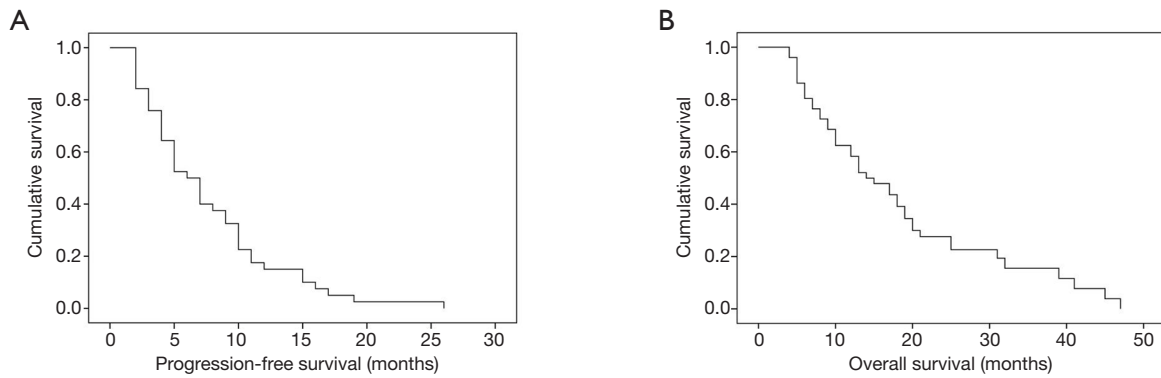 A
1.0
0.8
0.6
0.4
0.2
0.0
Cumulative survival
0 5 10 15 20 25 30
Progression-free survival (months)
B
1.0
0.8
0.6
0.4
0.2
0.0
Cumulative survival
0 10 20 30 40 50
Overall survival (months)